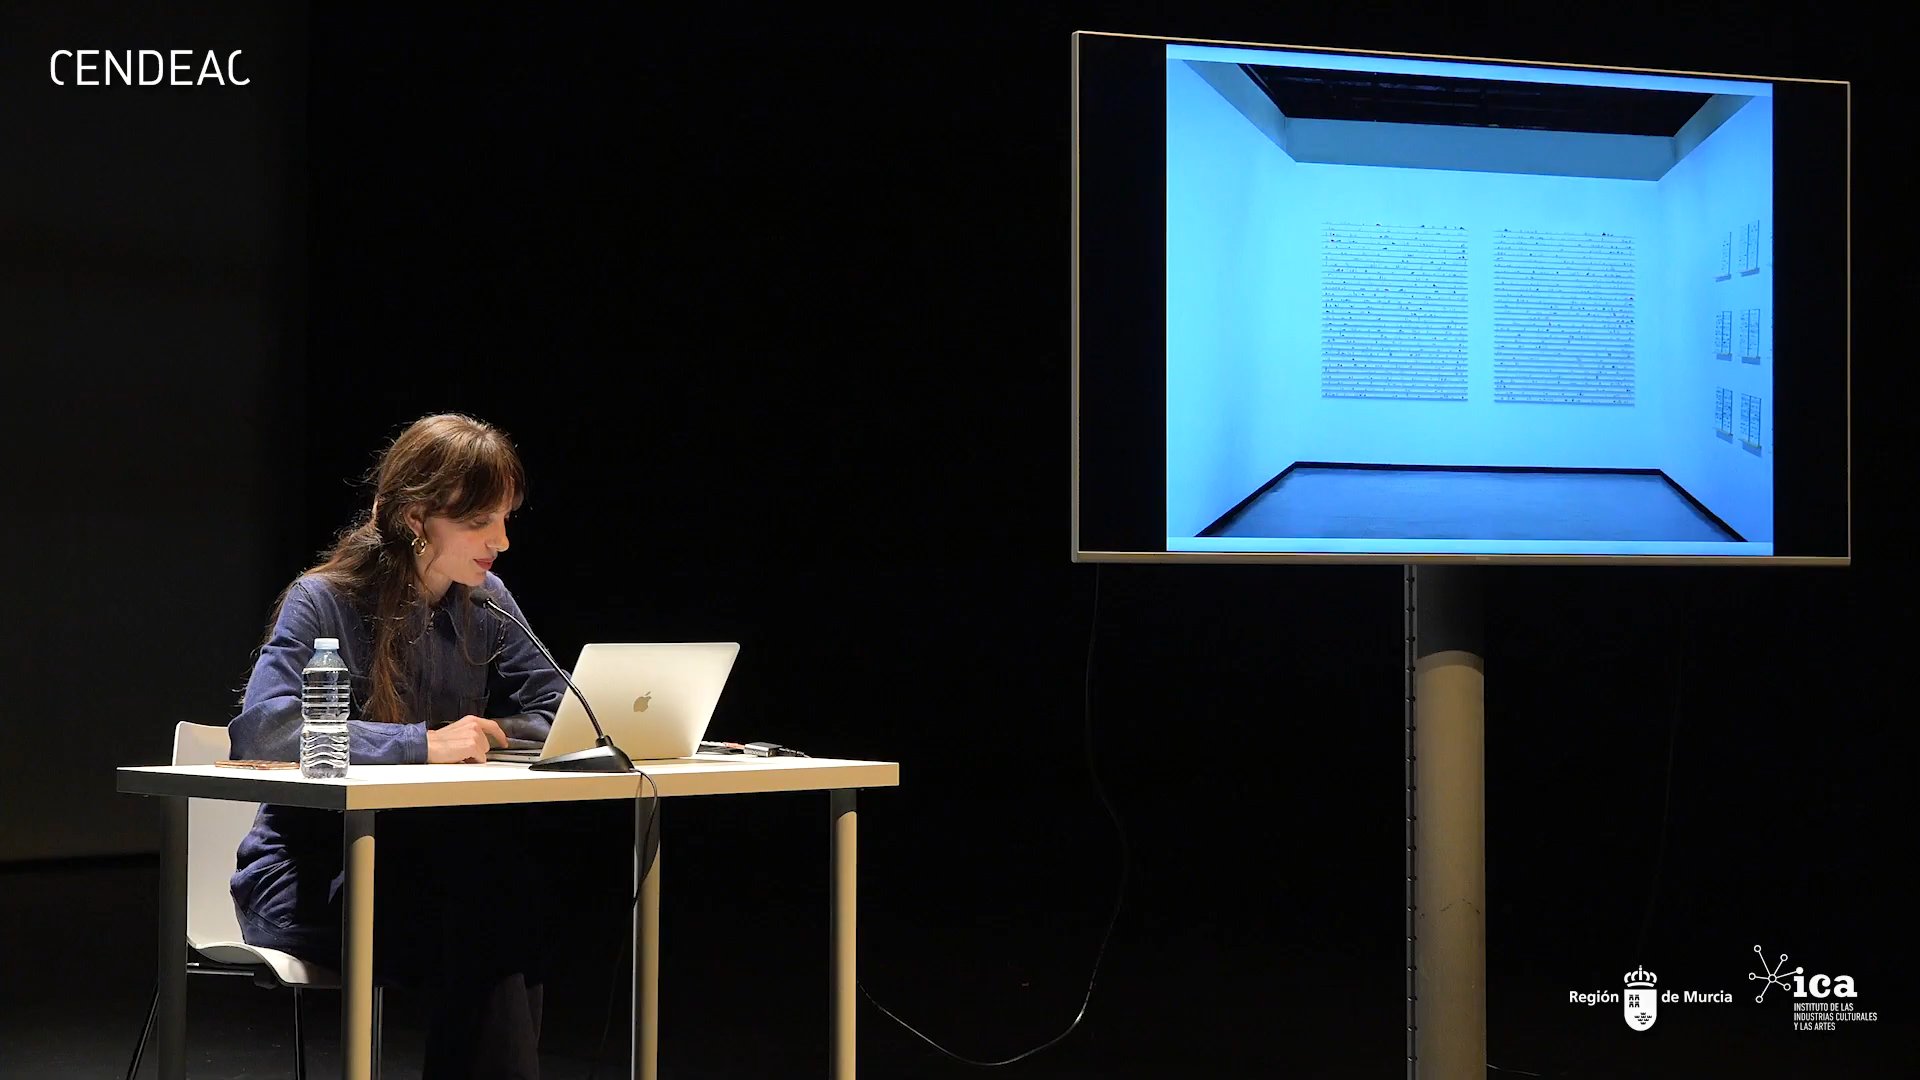 CENDEAC
Región de Murcia
ica
INSTITUTO DE LAS
INDUSTRIAS CULTURALES
Y LAS ARTES